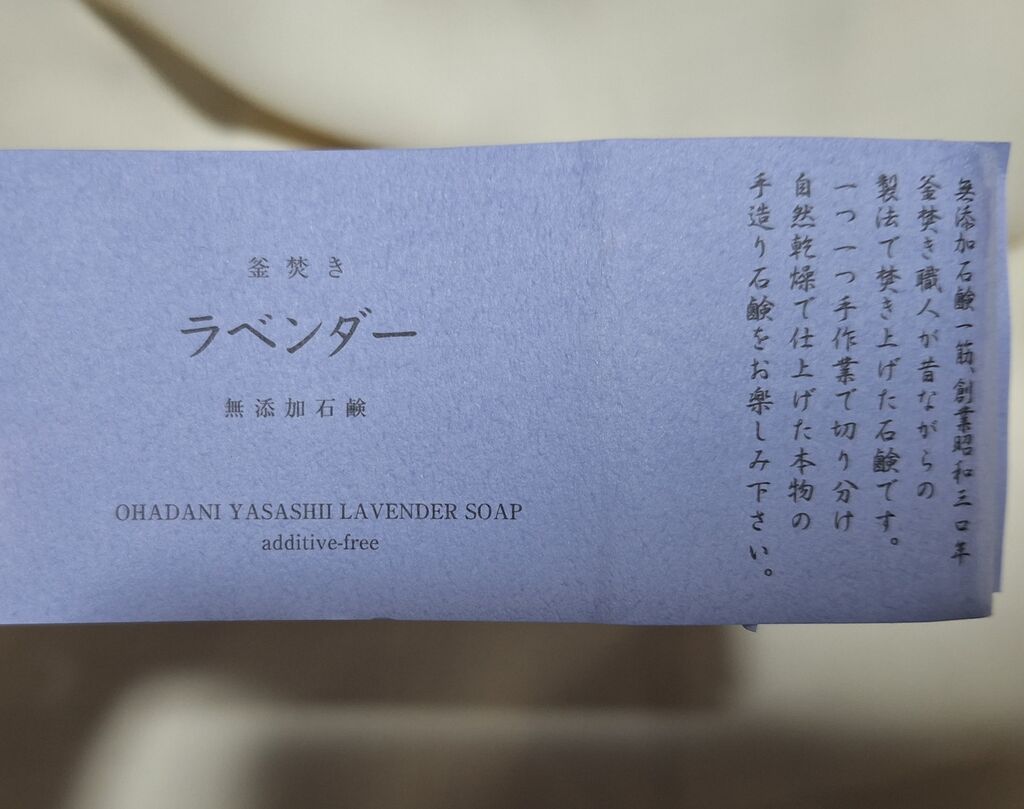 釜焚き
ラベンダー
無添加石鹸
OHADANI YASASHII LAVENDER SOAP
additive-free
無添加石鹸一筋、創業昭和三口年
釜焚き職人が昔ながらの
製法で焚き上げた石鹸です。
一つ一つ手作業で切り分け
自然乾燥で仕上げた本物の
手造り石鹸をお楽しみ下さい。